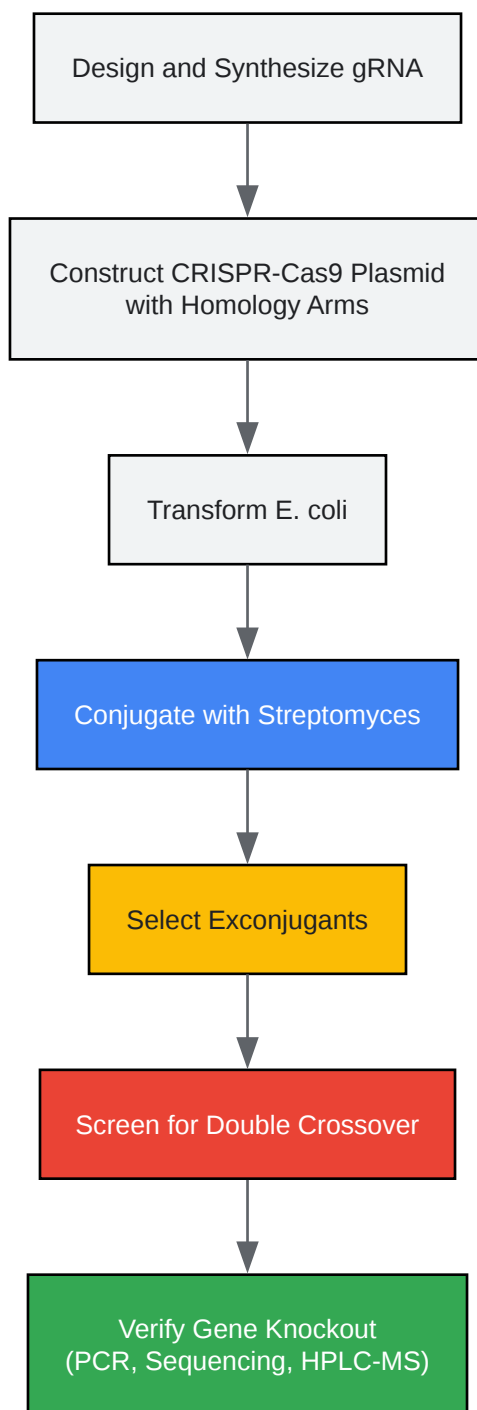 Design and Synthesize gRNA
Construct CRISPR-Cas9 Plasmid
with Homology Arms
Transform E. coli
Conjugate with Streptomyces
Select Exconjugants
Screen for Double Crossover
Verify Gene Knockout
(PCR, Sequencing, HPLC-MS)